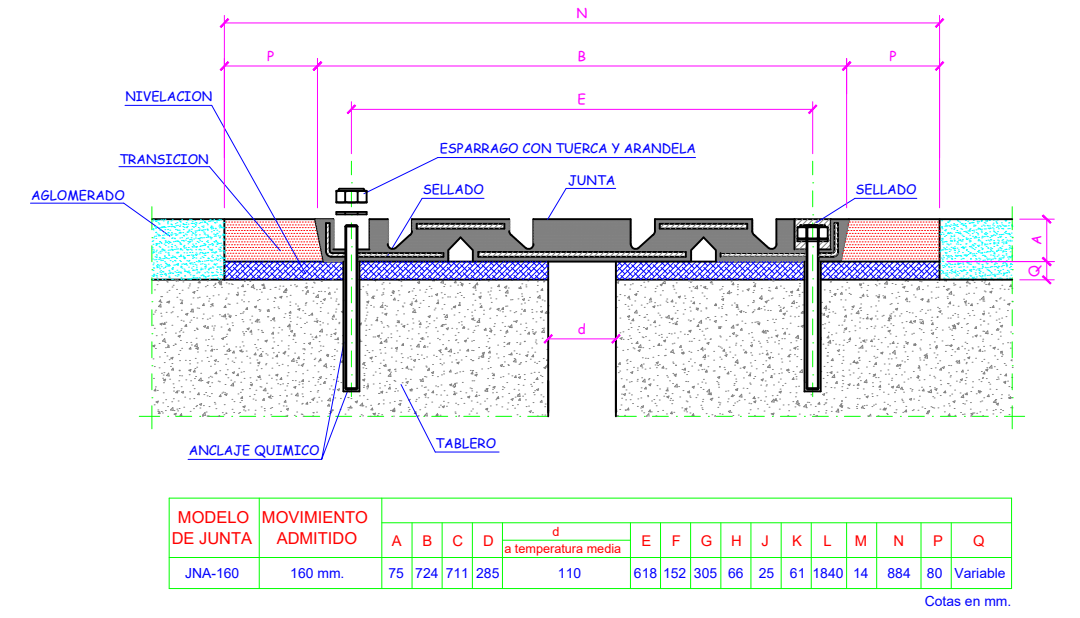 N
P B P
E
NIVELACION
TRANSICION
AGLOMERADO
ESPARRAGO CON TUERCA Y ARANDELA
SELLADO
JUNTA
SELLADO
A
Q
d
ANCLAJE QUIMICO
TABLERO
MODELO DE JUNTA MOVIMIENTO ADMITIDO A B C D d a temperatura media E F G H J K L M N P Q
JNA-160 160 mm. 75 724 711 285 110 618 152 305 66 25 61 1840 14 884 80 Variable
Cotas en mm.